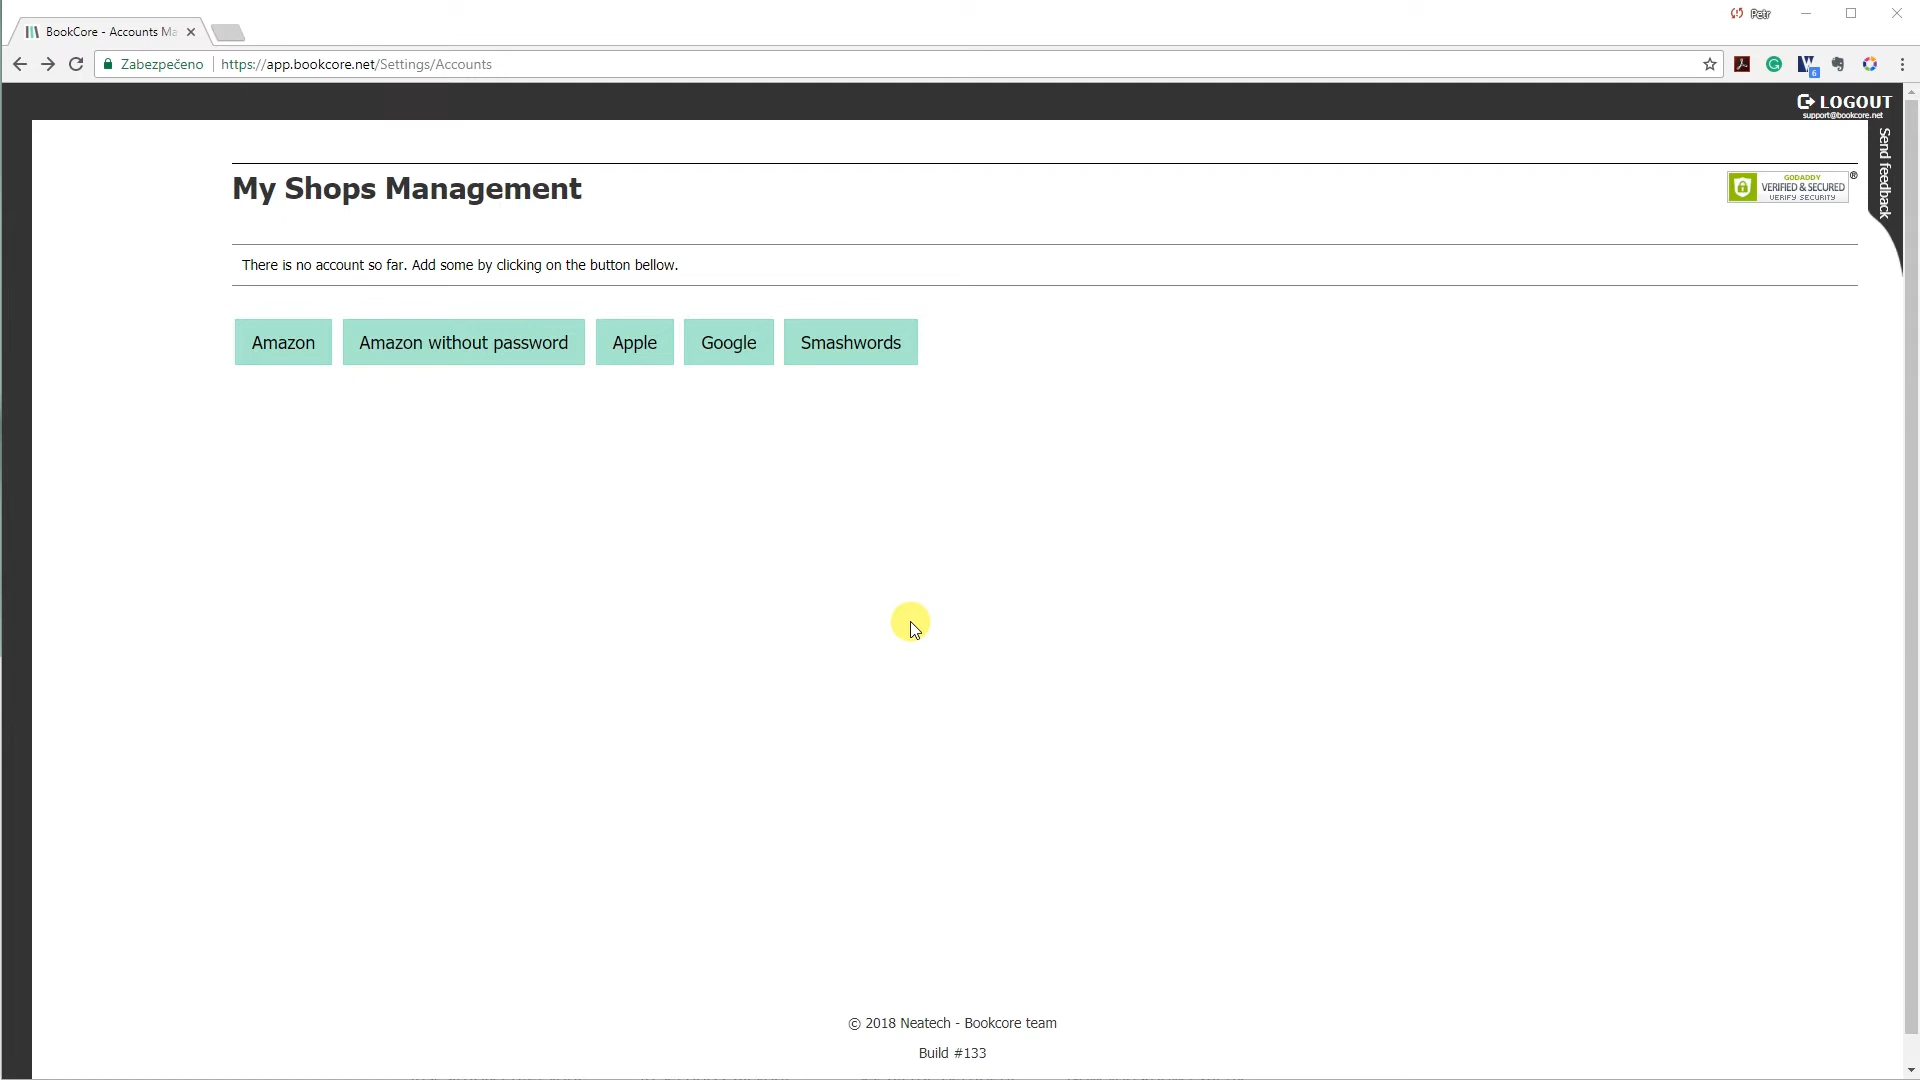 Petr
BookCore - Accounts Ma
Zabezpečeno https://app.bookcore.net/Settings/Accounts
6
LOGOUT
support@bookcore.net
Send feedback
My Shops Management
GODADDY
VERIFIED & SECURED
VERIFY SECURITY
®
There is no account so far. Add some by clicking on the button bellow.
Amazon Amazon without password Apple Google Smashwords
© 2018 Neatech - Bookcore team
Build #133